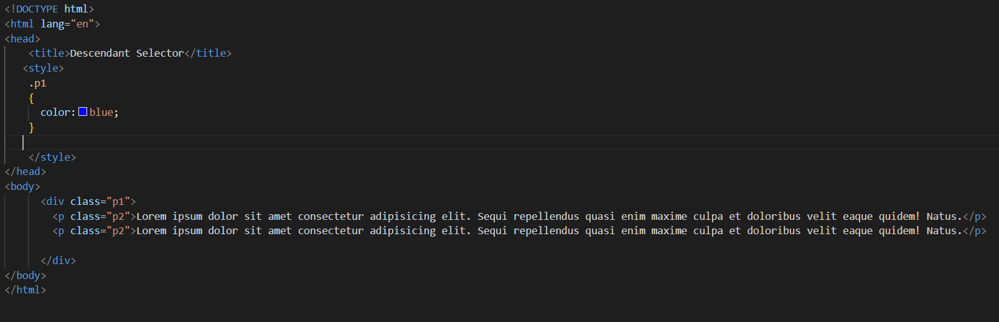 <!DOCTYPE html>
<html lang="en">
<head>
    <title>Descendant Selector</title>
   <style>
    .p1
    {
      color: blue;
    }
    </style>
</head>
<body>
      <div class="p1">
        <p class="p2">Lorem ipsum dolor sit amet consectetur adipisicing elit. Sequi repellendus quasi enim maxime culpa et doloribus velit eaque quidem! Natus.</p>
        <p class="p2">Lorem ipsum dolor sit amet consectetur adipisicing elit. Sequi repellendus quasi enim maxime culpa et doloribus velit eaque quidem! Natus.</p>
      </div>
</body>
</html>